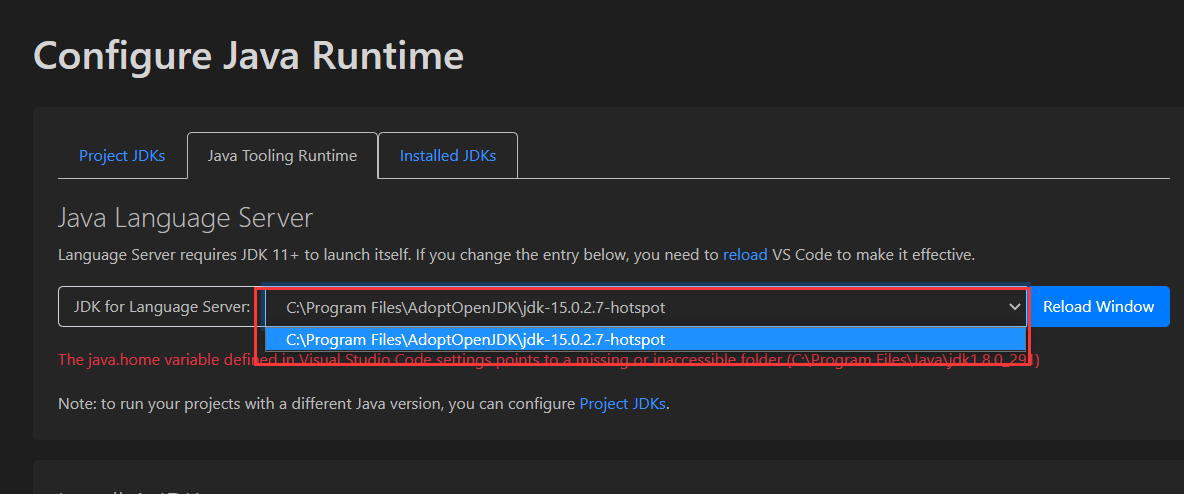 Configure Java Runtime
Project JDKs
Java Tooling Runtime
Installed JDKs
Java Language Server
Language Server requires JDK 11+ to launch itself. If you change the entry below, you need to reload VS Code to make it effective.
JDK for Language Server:
C:\Program Files\AdoptOpenJDK\jdk-15.0.2.7-hotspot
Reload Window
C:\Program Files\AdoptOpenJDK\jdk-15.0.2.7-hotspot
The java.home variable defined in Visual Studio Code settings points to a missing or inaccessible folder (C:\Program Files\Java\jdk1.8.0_291)
Note: to run your projects with a different Java version, you can configure Project JDKs.